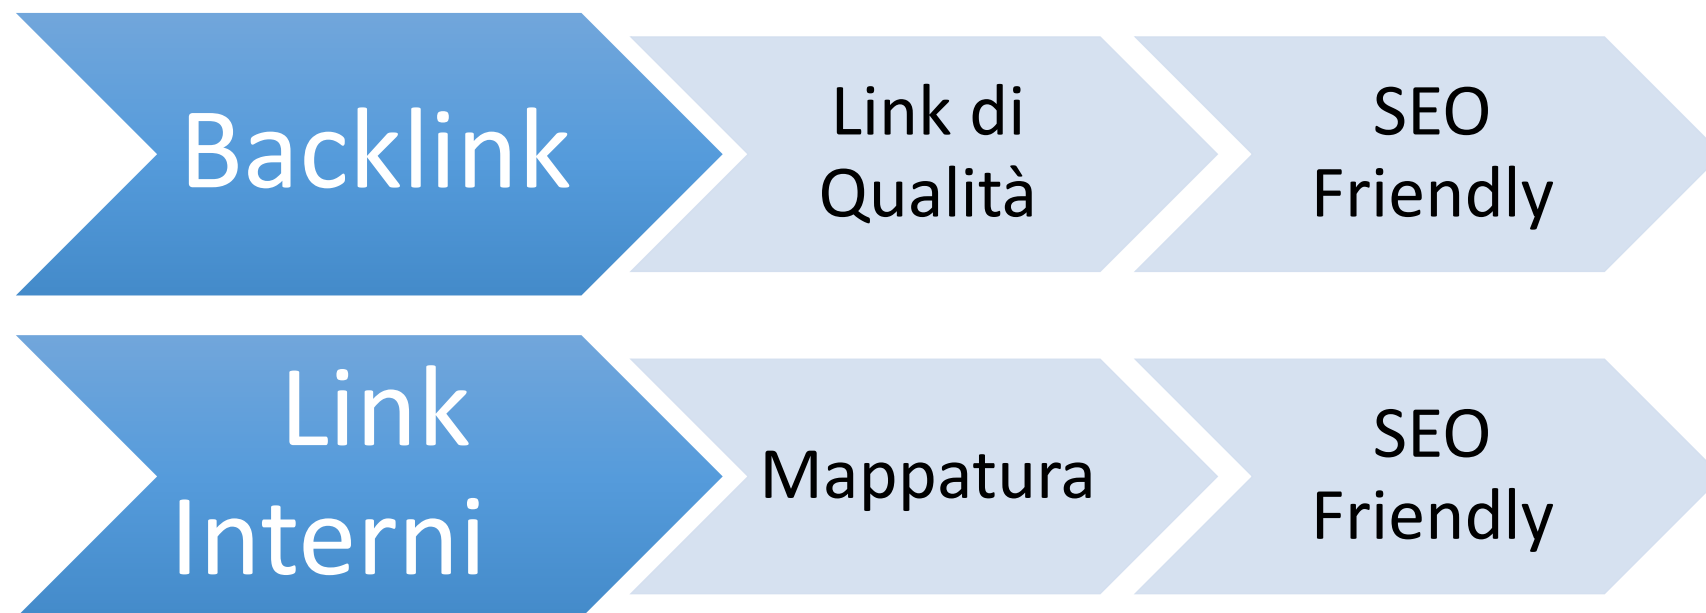 Backlink
Link di
Qualità
SEO
Friendly
Link
Interni
Mappatura
SEO
Friendly